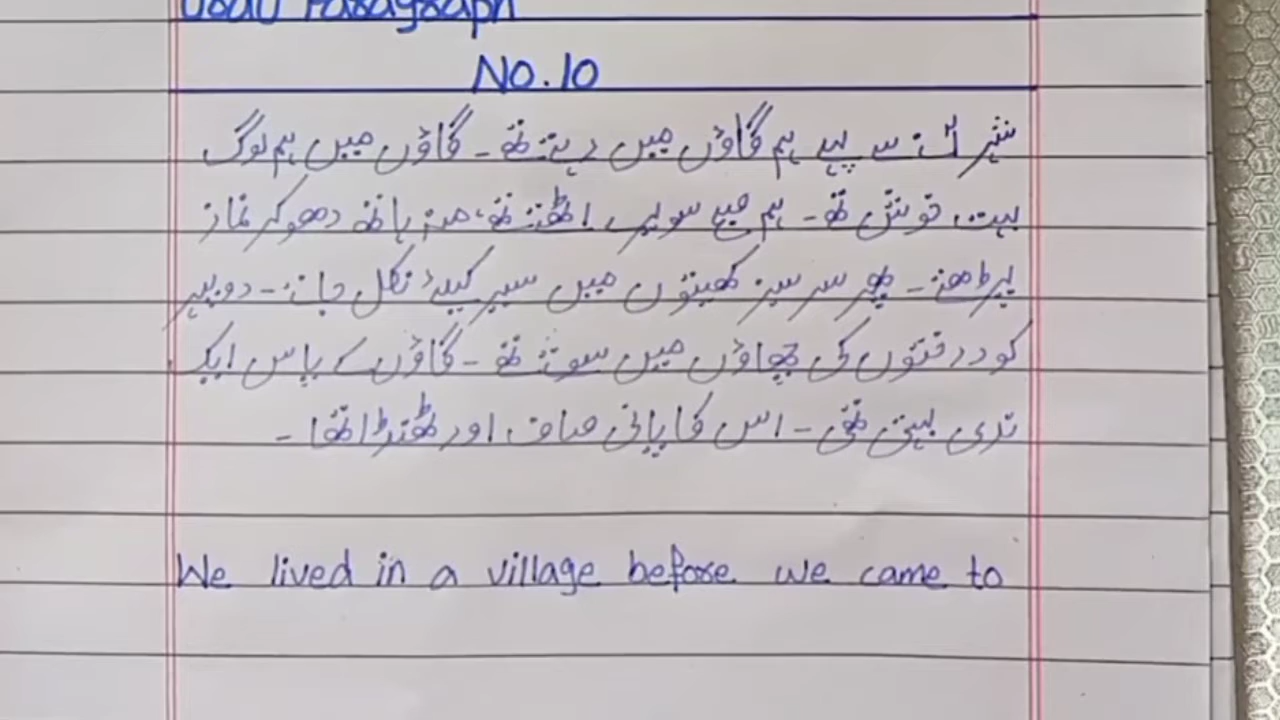 Urdu Paragraph
No. 10
شہر آنے سے پہلے ہم گاؤں میں رہتے تھے۔ گاؤں میں ہم لوگ
بہت خوش تھے۔ ہم صبح سویرے اٹھتے تھے، منہ ہاتھ دھو کر نماز
پڑھتے۔ پھر سرسبز کھیتوں میں سیر کیلئے نکل جاتے۔ دوپہر
کو درختوں کی چھاؤں میں سوتے تھے۔ گاؤں کے پاس ایک
ندی بہتی تھی۔ اس کا پانی صاف اور ٹھنڈا تھا۔
We lived in a village before we came to